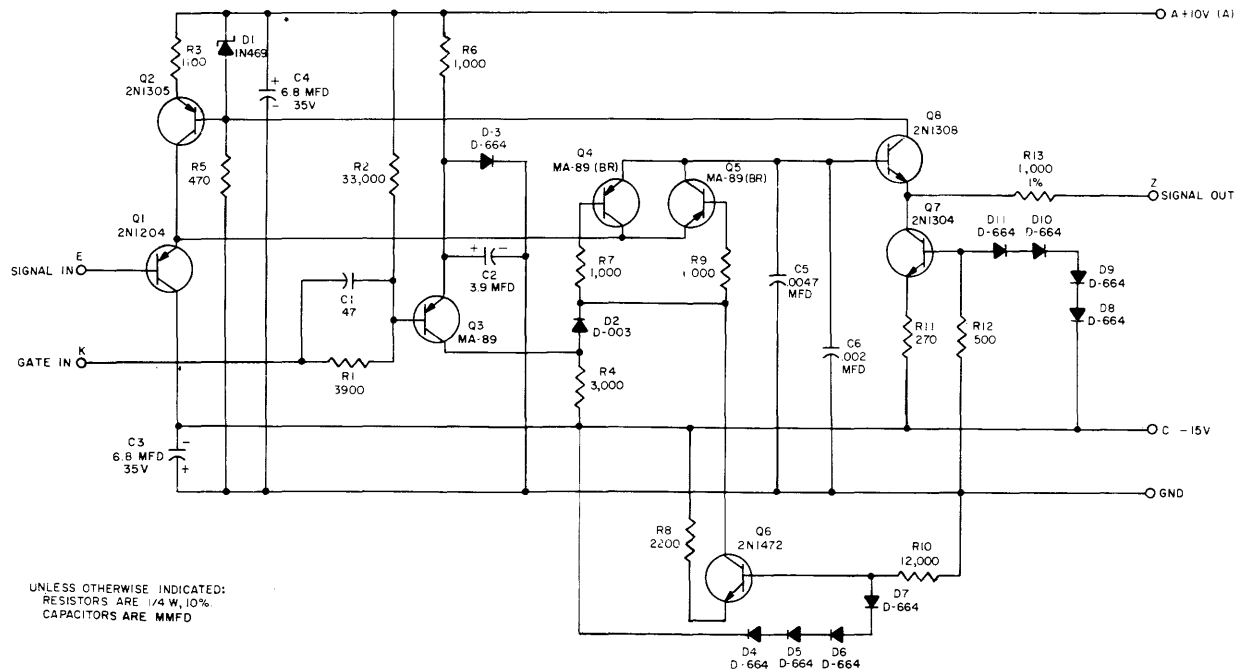 A+10V (A)
R3
1100
D1
1N469
R6
1,000
Q2
2N1305
C4
6.8 MFD
35V
+
-
D-3
D-664
Q8
2N1308
Q4
MA-89 (BR)
Q5
MA-89(BR)
R5
470
R2
33,000
R13
1,000
1%
Z
SIGNAL OUT
Q1
2N1204
Q7
2N1304
D11
D-664
D10
D-664
E
SIGNAL IN
+ -
C2
3.9 MFD
R7
1,000
R9
1,000
C5
.0047
MFD
D9
D-664
C1
47
Q3
MA-89
D2
D-003
D8
D-664
K
GATE IN
R1
3900
R4
3,000
C6
.002
MFD
R11
270
R12
500
C -15V
C3
6.8 MFD
35V
-
+
GND
R8
2200
Q6
2N1472
R10
12,000
D7
D-664
D4
D-664
D5
D-664
D6
D-664
UNLESS OTHERWISE INDICATED:
RESISTORS ARE 1/4 W, 10%
CAPACITORS ARE MMFD